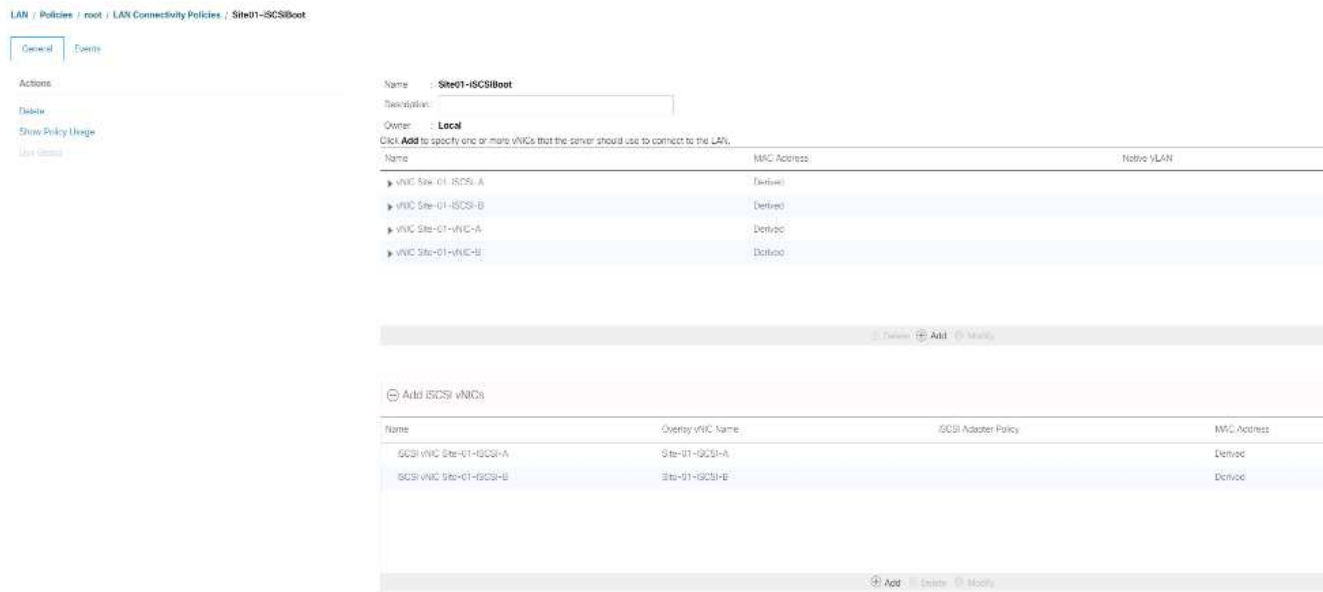 LAN / Policies / root / LAN Connectivity Policies / Site01-iSCSIBoot
General Events
Actions
Delete
Show Policy Usage
Use Global
Name : Site01-iSCSIBoot
Description :
Owner : Local
Click Add to specify one or more vNICs that the server should use to connect to the LAN.
Name MAC Address Native VLAN
vNIC Site-01-iSCSI-A Derived
vNIC Site-01-iSCSI-B Derived
vNIC Site-01-vNIC-A Derived
vNIC Site-01-vNIC-B Derived
Delete Add Modify
Add iSCSI vNICs
Name Overlay vNIC Name iSCSI Adapter Policy MAC Address
iSCSI vNIC Site-01-iSCSI-A Site-01-iSCSI-A Derived
iSCSI vNIC Site-01-iSCSI-B Site-01-iSCSI-B Derived
Add Delete Modify